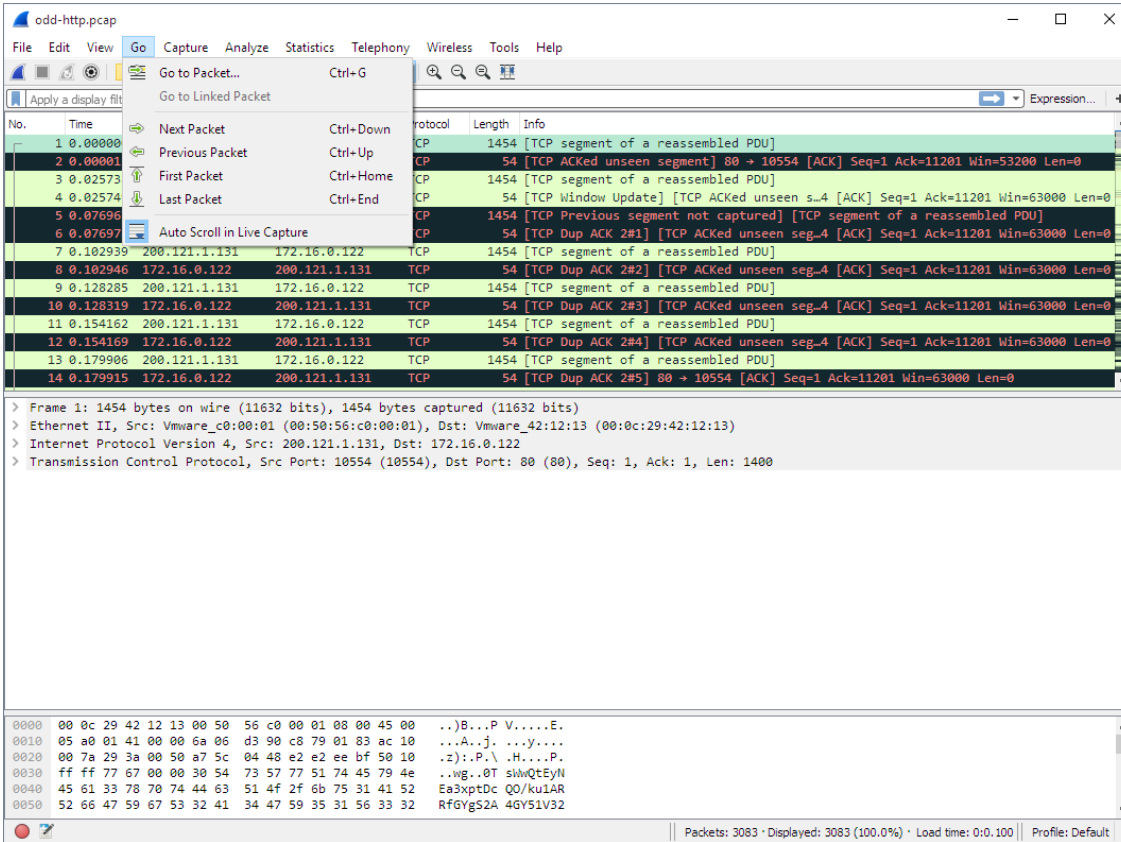 odd-http.pcap
File Edit View Go Capture Analyze Statistics Telephony Wireless Tools Help
Go to Packet... Ctrl+G
Go to Linked Packet
Next Packet Ctrl+Down
Previous Packet Ctrl+Up
First Packet Ctrl+Home
Last Packet Ctrl+End
Auto Scroll in Live Capture
Apply a display filt Expression... +
No. Time rotocol Length Info
1 0.00000 CP 1454 [TCP segment of a reassembled PDU]
2 0.00001 CP 54 [TCP ACKed unseen segment] 80 → 10554 [ACK] Seq=1 Ack=11201 Win=53200 Len=0
3 0.02573 CP 1454 [TCP segment of a reassembled PDU]
4 0.02574 CP 54 [TCP Window Update] [TCP ACKed unseen s…4 [ACK] Seq=1 Ack=11201 Win=63000 Len=0
5 0.07696 CP 1454 [TCP Previous segment not captured] [TCP segment of a reassembled PDU]
6 0.07697 CP 54 [TCP Dup ACK 2#1] [TCP ACKed unseen seg…4 [ACK] Seq=1 Ack=11201 Win=63000 Len=0
7 0.102939 200.121.1.131 172.16.0.122 TCP 1454 [TCP segment of a reassembled PDU]
8 0.102946 172.16.0.122 200.121.1.131 TCP 54 [TCP Dup ACK 2#2] [TCP ACKed unseen seg…4 [ACK] Seq=1 Ack=11201 Win=63000 Len=0
9 0.128285 200.121.1.131 172.16.0.122 TCP 1454 [TCP segment of a reassembled PDU]
10 0.128319 172.16.0.122 200.121.1.131 TCP 54 [TCP Dup ACK 2#3] [TCP ACKed unseen seg…4 [ACK] Seq=1 Ack=11201 Win=63000 Len=0
11 0.154162 200.121.1.131 172.16.0.122 TCP 1454 [TCP segment of a reassembled PDU]
12 0.154169 172.16.0.122 200.121.1.131 TCP 54 [TCP Dup ACK 2#4] [TCP ACKed unseen seg…4 [ACK] Seq=1 Ack=11201 Win=63000 Len=0
13 0.179906 200.121.1.131 172.16.0.122 TCP 1454 [TCP segment of a reassembled PDU]
14 0.179915 172.16.0.122 200.121.1.131 TCP 54 [TCP Dup ACK 2#5] 80 → 10554 [ACK] Seq=1 Ack=11201 Win=63000 Len=0
Frame 1: 1454 bytes on wire (11632 bits), 1454 bytes captured (11632 bits)
Ethernet II, Src: Vmware_c0:00:01 (00:50:56:c0:00:01), Dst: Vmware_42:12:13 (00:0c:29:42:12:13)
Internet Protocol Version 4, Src: 200.121.1.131, Dst: 172.16.0.122
Transmission Control Protocol, Src Port: 10554 (10554), Dst Port: 80 (80), Seq: 1, Ack: 1, Len: 1400
0000 00 0c 29 42 12 13 00 50 56 c0 00 01 08 00 45 00 ..)B...P V.....E.
0010 05 a0 01 41 00 00 6a 06 d3 90 c8 79 01 83 ac 10 ...A..j. ...y....
0020 00 7a 29 3a 00 50 a7 5c 04 48 e2 e2 ee bf 50 10 .z):.P.\ .H....P.
0030 ff ff 77 67 00 00 30 54 73 57 77 51 74 45 79 4e ..wg..0T sWwQtEyN
0040 45 61 33 78 70 74 44 63 51 4f 2f 6b 75 31 41 52 Ea3xptDc QO/ku1AR
0050 52 66 47 59 67 53 32 41 34 47 59 35 31 56 33 32 RfGYgS2A 4GY51V32
Packets: 3083 · Displayed: 3083 (100.0%) · Load time: 0:0.100 Profile: Default